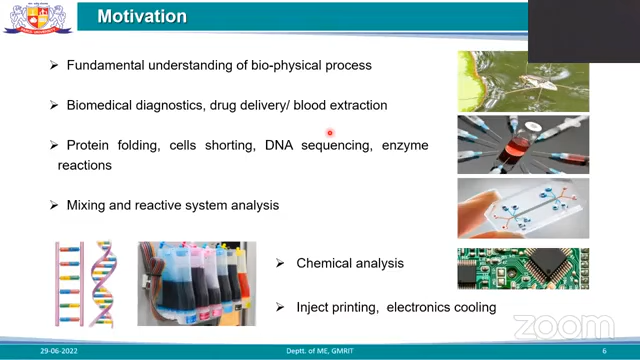 Motivation
Fundamental understanding of bio-physical process
Biomedical diagnostics, drug delivery/ blood extraction
Protein folding, cells shorting, DNA sequencing, enzyme
reactions
Mixing and reactive system analysis
Chemical analysis
Inject printing, electronics cooling
zoom
29-06-2022
Deptt. of ME, GMRIT
6